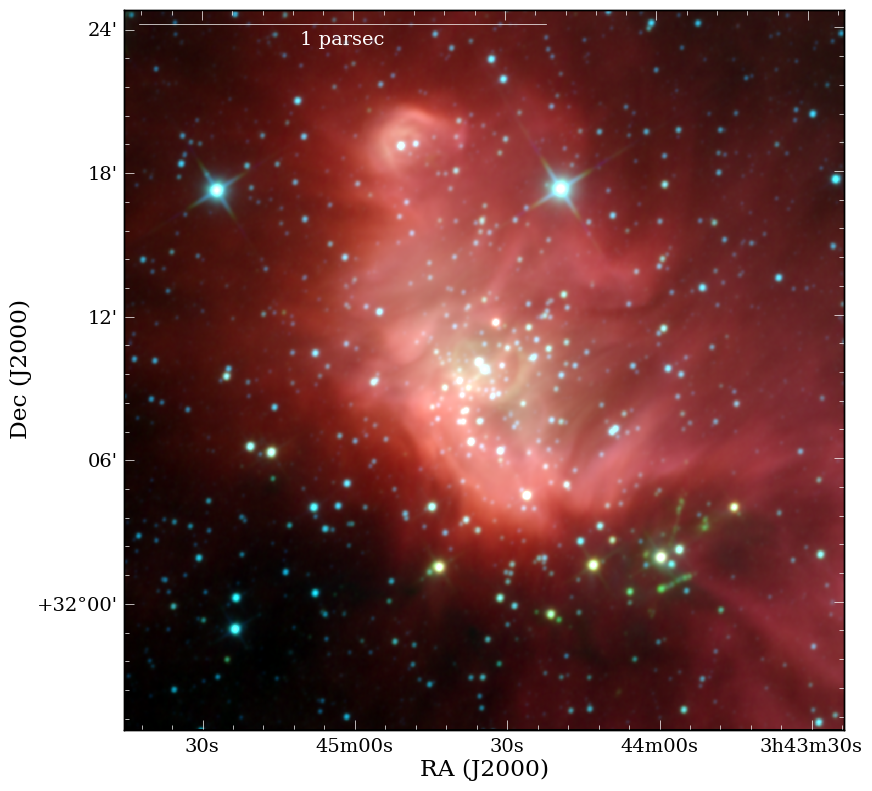 24'
1 parsec
18'
12'
Dec (J2000)
06'
+32°00'
30s 45m00s 30s 44m00s 3h43m30s
RA (J2000)